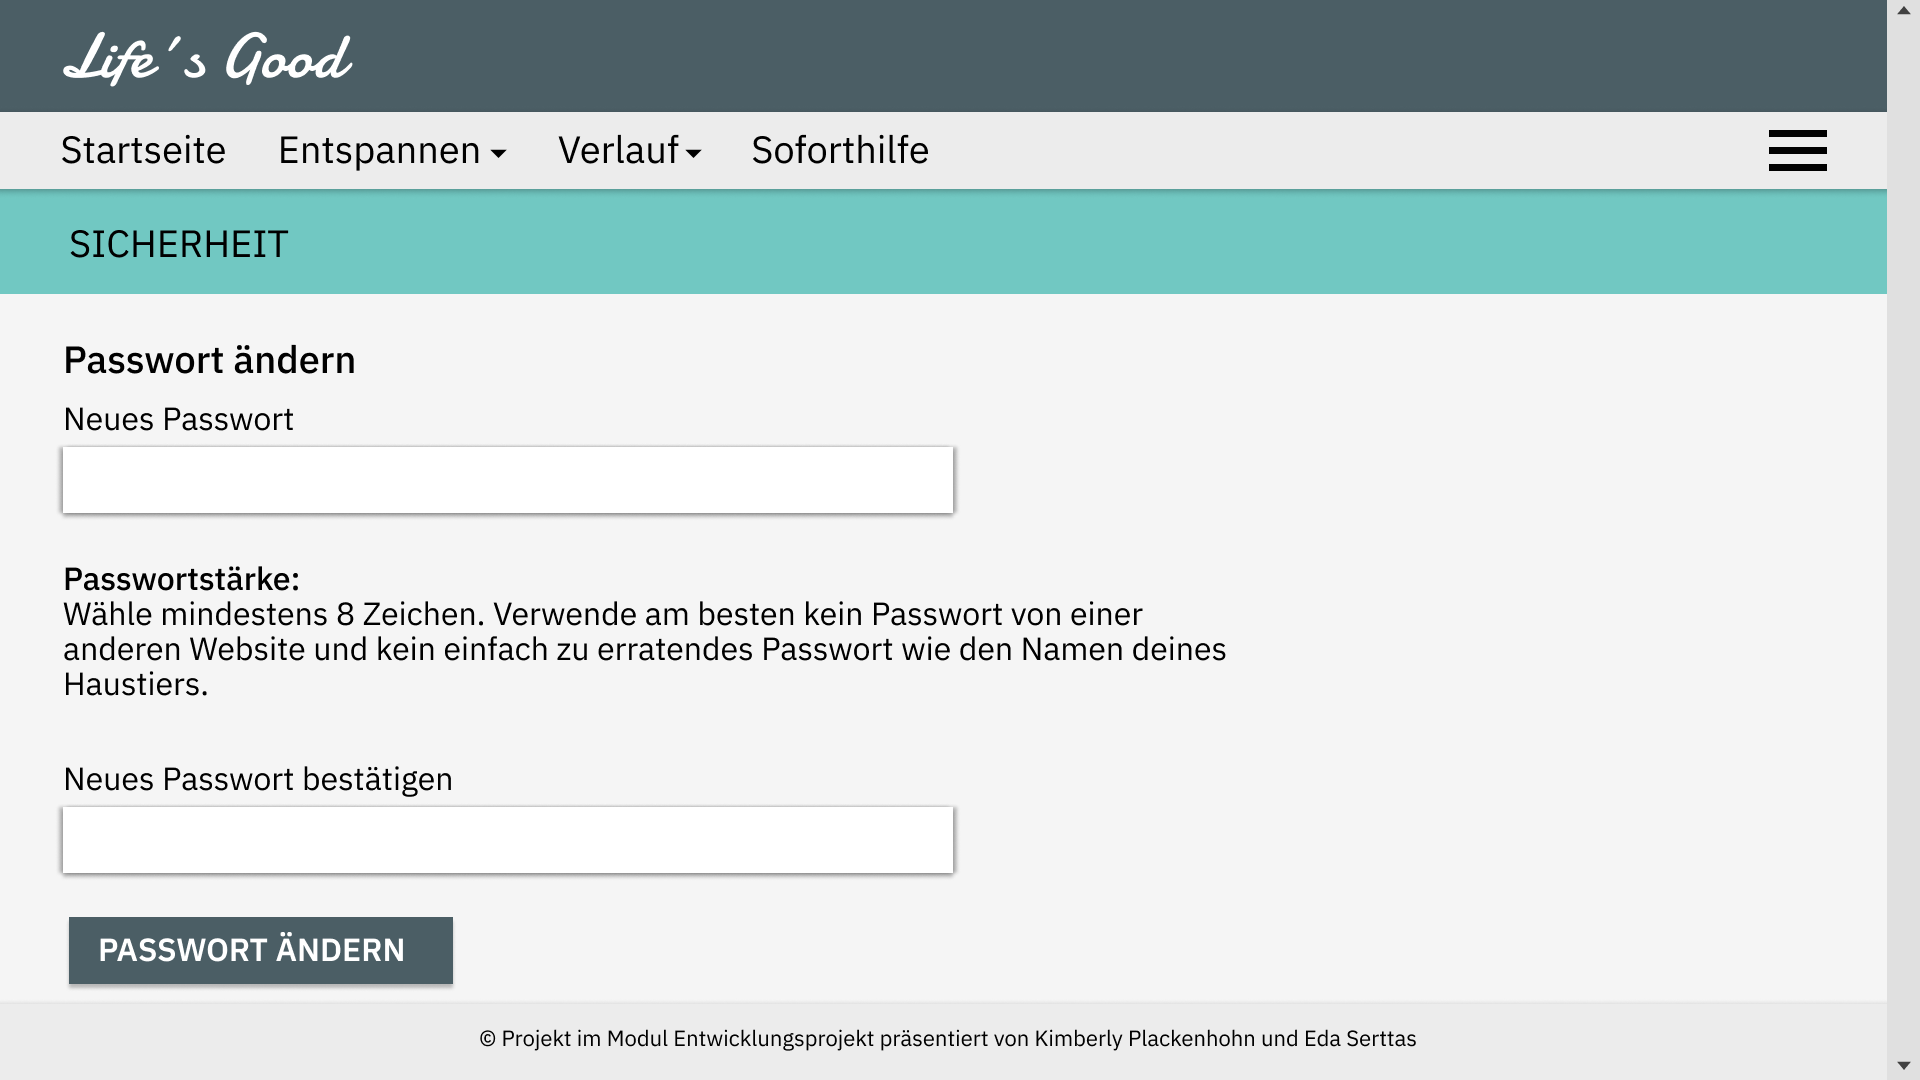 Life´s Good
Startseite Entspannen Verlauf Soforthilfe
SICHERHEIT
Passwort ändern
Neues Passwort
Passwortstärke:
Wähle mindestens 8 Zeichen. Verwende am besten kein Passwort von einer
anderen Website und kein einfach zu erratendes Passwort wie den Namen deines
Haustiers.
Neues Passwort bestätigen
PASSWORT ÄNDERN
© Projekt im Modul Entwicklungsprojekt präsentiert von Kimberly Plackenhohn und Eda Serttas